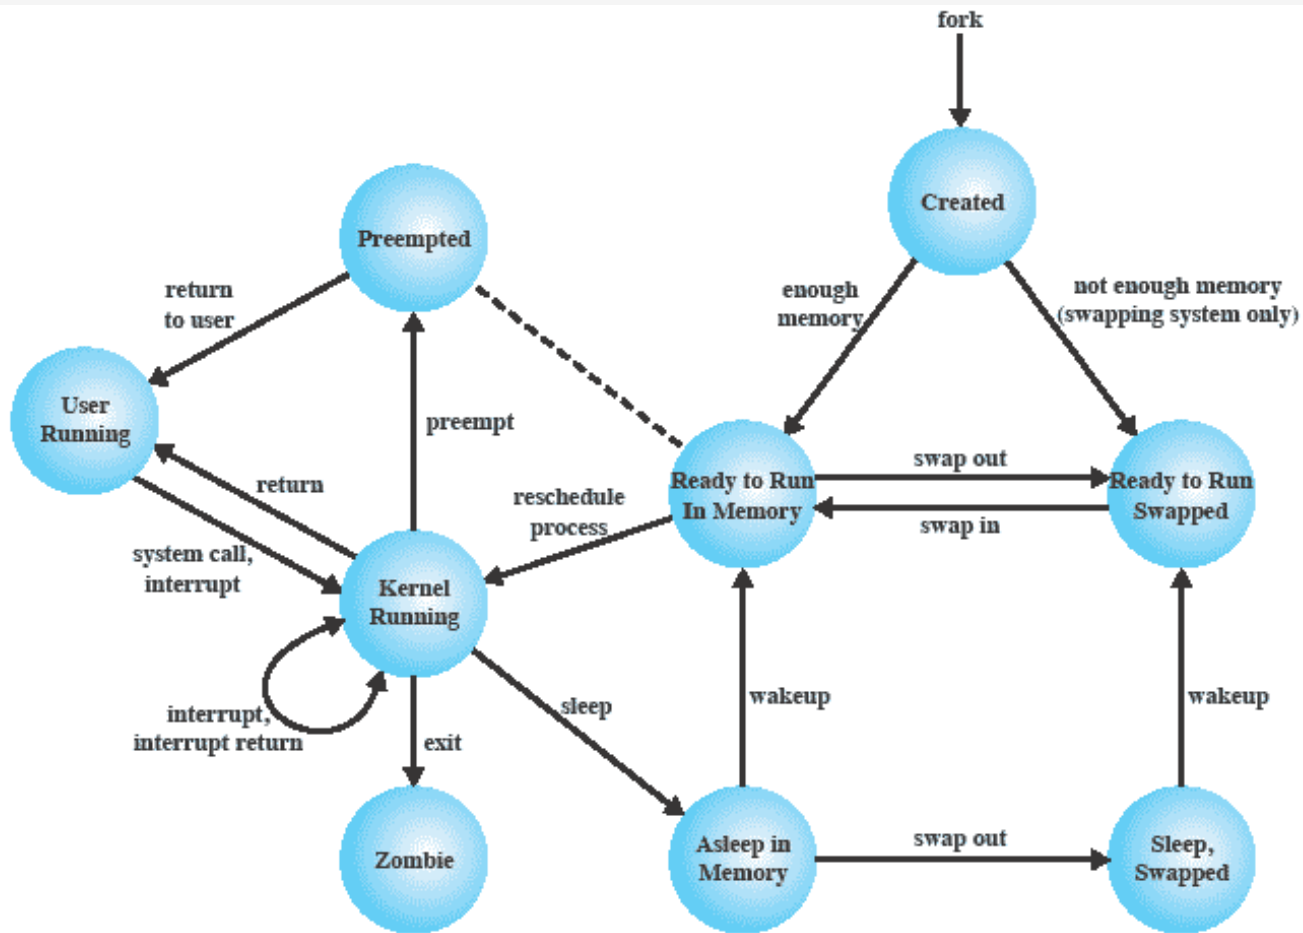 fork
Created
Preempted
enough
memory
not enough memory
(swapping system only)
return
to user
User
Running
preempt
return
reschedule
process
Ready to Run
In Memory
swap out
swap in
Ready to Run
Swapped
system call,
interrupt
Kernel
Running
interrupt,
interrupt return
sleep
exit
wakeup
wakeup
Zombie
Asleep in
Memory
swap out
Sleep,
Swapped